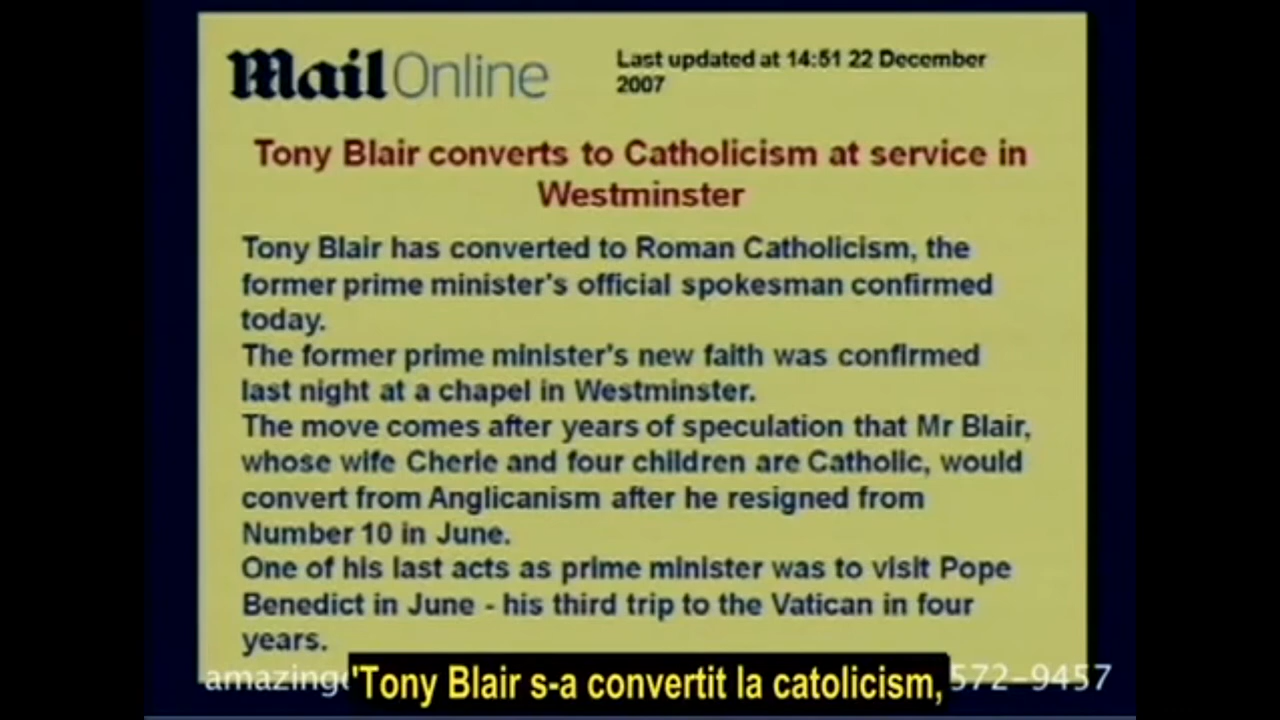 Mail Online
Last updated at 14:51 22 December
2007
Tony Blair converts to Catholicism at service in
Westminster
Tony Blair has converted to Roman Catholicism, the
former prime minister's official spokesman confirmed
today.
The former prime minister's new faith was confirmed
last night at a chapel in Westminster.
The move comes after years of speculation that Mr Blair,
whose wife Cherie and four children are Catholic, would
convert from Anglicanism after he resigned from
Number 10 in June.
One of his last acts as prime minister was to visit Pope
Benedict in June - his third trip to the Vatican in four
years.
'Tony Blair s-a convertit la catolicism,
572-9457